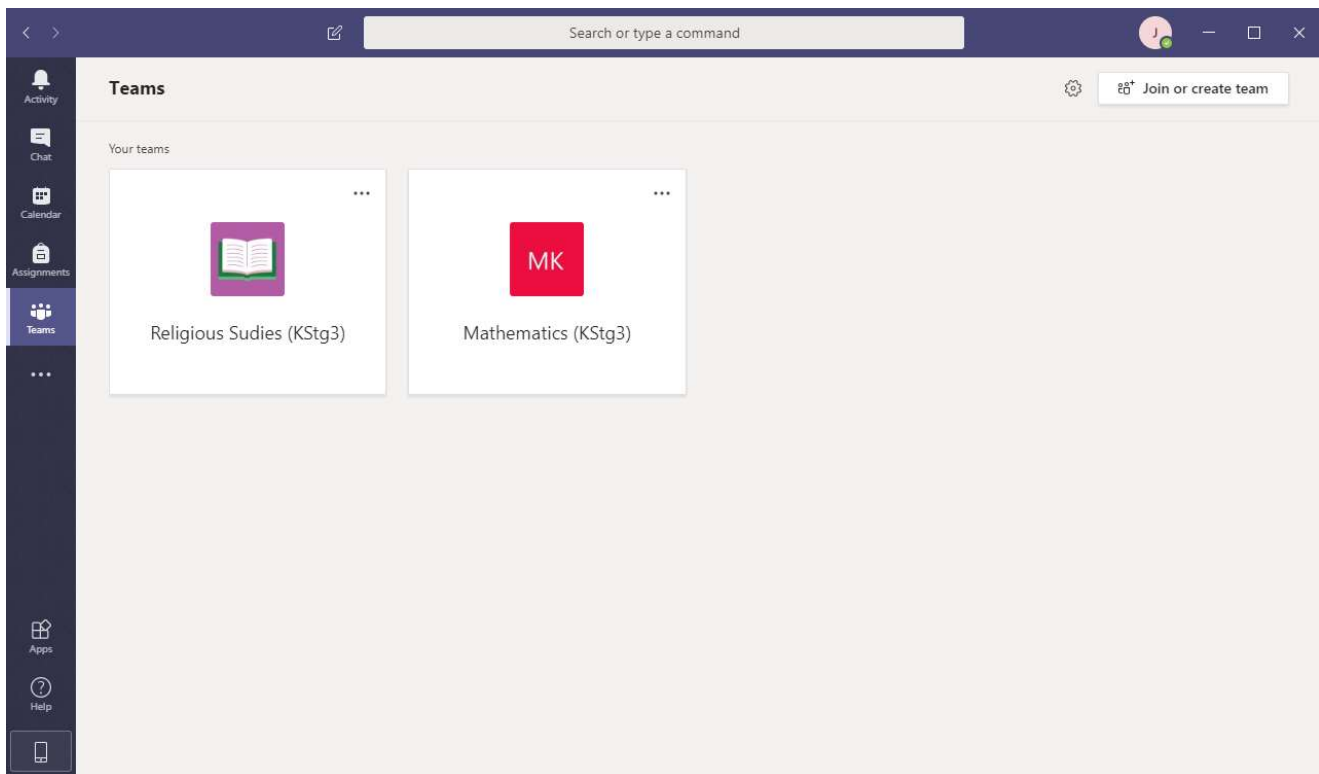 Search or type a command
J
Activity
Chat
Calendar
Assignments
Teams
Apps
Help
Teams
Join or create team
Your teams
Religious Sudies (KStg3)
MK
Mathematics (KStg3)